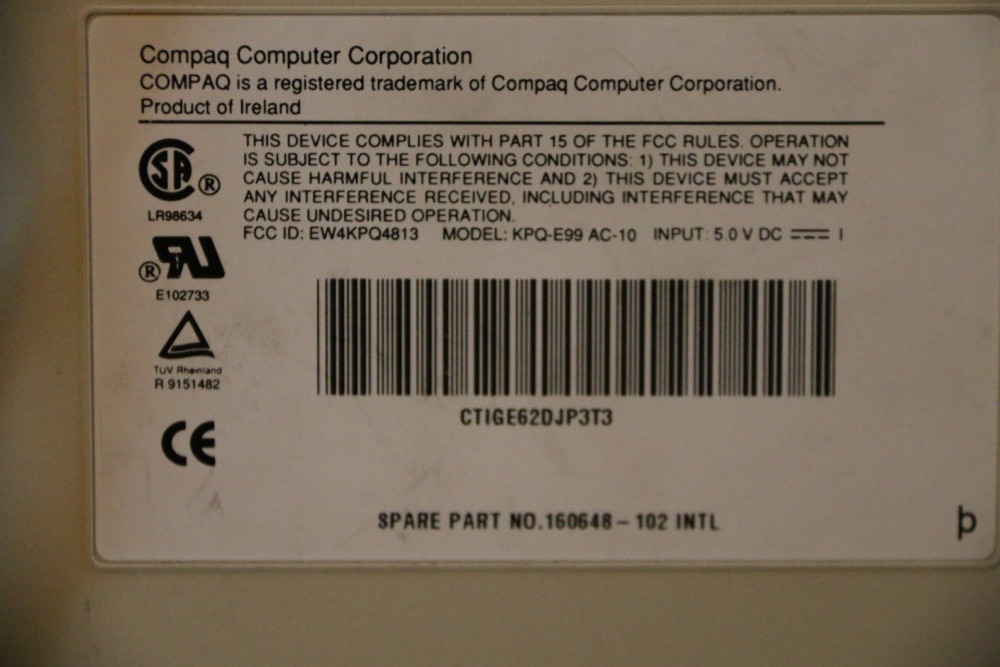 Compaq Computer Corporation
COMPAQ is a registered trademark of Compaq Computer Corporation.
Product of Ireland
THIS DEVICE COMPLIES WITH PART 15 OF THE FCC RULES. OPERATION
IS SUBJECT TO THE FOLLOWING CONDITIONS: 1) THIS DEVICE MAY NOT
CAUSE HARMFUL INTERFERENCE AND 2) THIS DEVICE MUST ACCEPT
ANY INTERFERENCE RECEIVED, INCLUDING INTERFERENCE THAT MAY
CAUSE UNDESIRED OPERATION.
FCC ID: EW4KPQ4813 MODEL: KPQ-E99 AC-10 INPUT: 5.0 V DC I
SA ®
LR98634
® UL
E102733
TUV Rheinland
R 9151482
CE
CTIGE62DJP3T3
SPARE PART NO.160648-102 INTL
þ